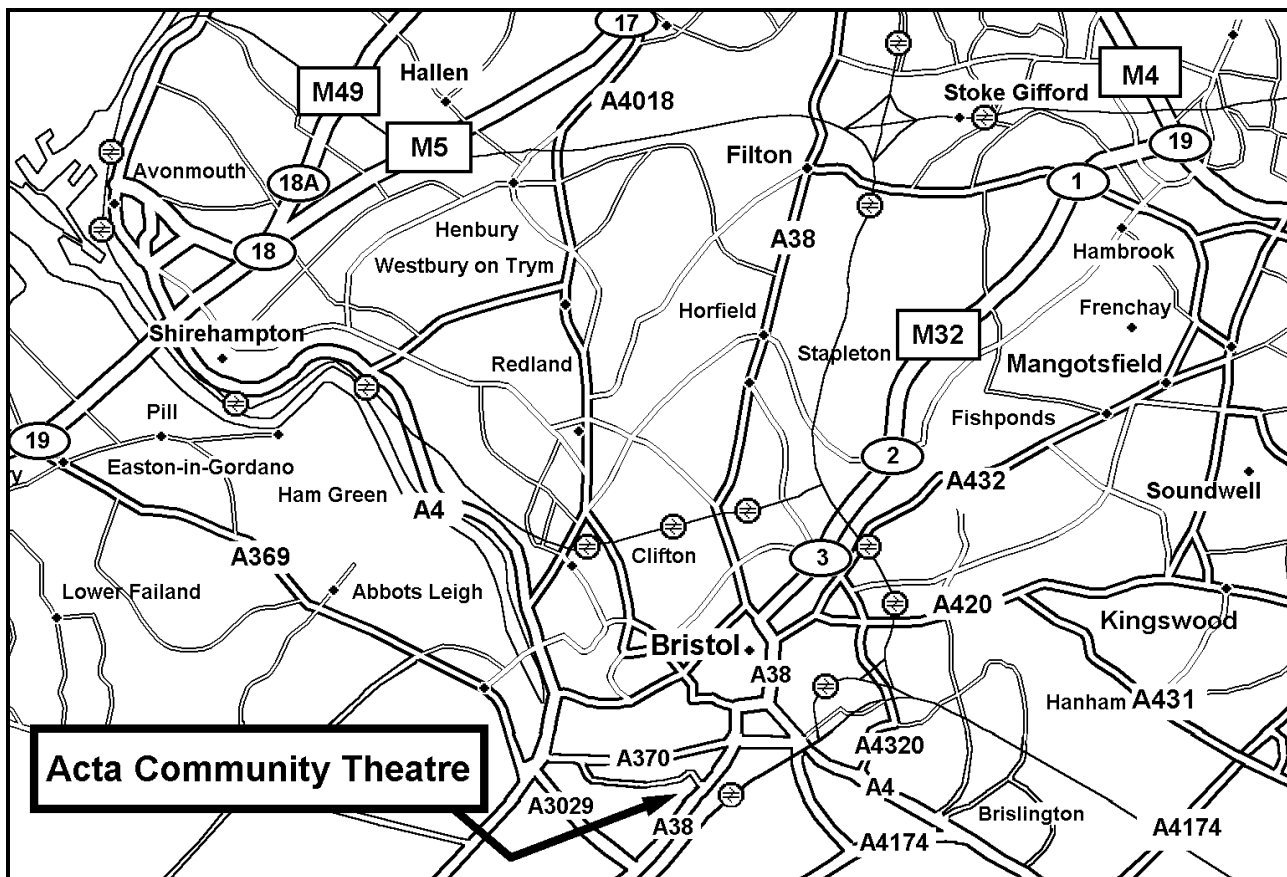 17
M49
Hallen
M4
A4018
Stoke Gifford
M5
Filton
19
Avonmouth
18A
1
Henbury
A38
18
Hambrook
Westbury on Trym
Horfield
Frenchay
Shirehampton
M32
Stapleton
Redland
Mangotsfield
Pill
Fishponds
19
2
ry
Easton-in-Gordano
A432
Soundwell
Ham Green
A4
A369
Clifton
3
Lower Failand
Abbots Leigh
A420
Kingswood
Bristol
A38
Hanham
A431
Acta Community Theatre
A370
A4320
A4
A3029
A38
Brislington
A4174
A4174